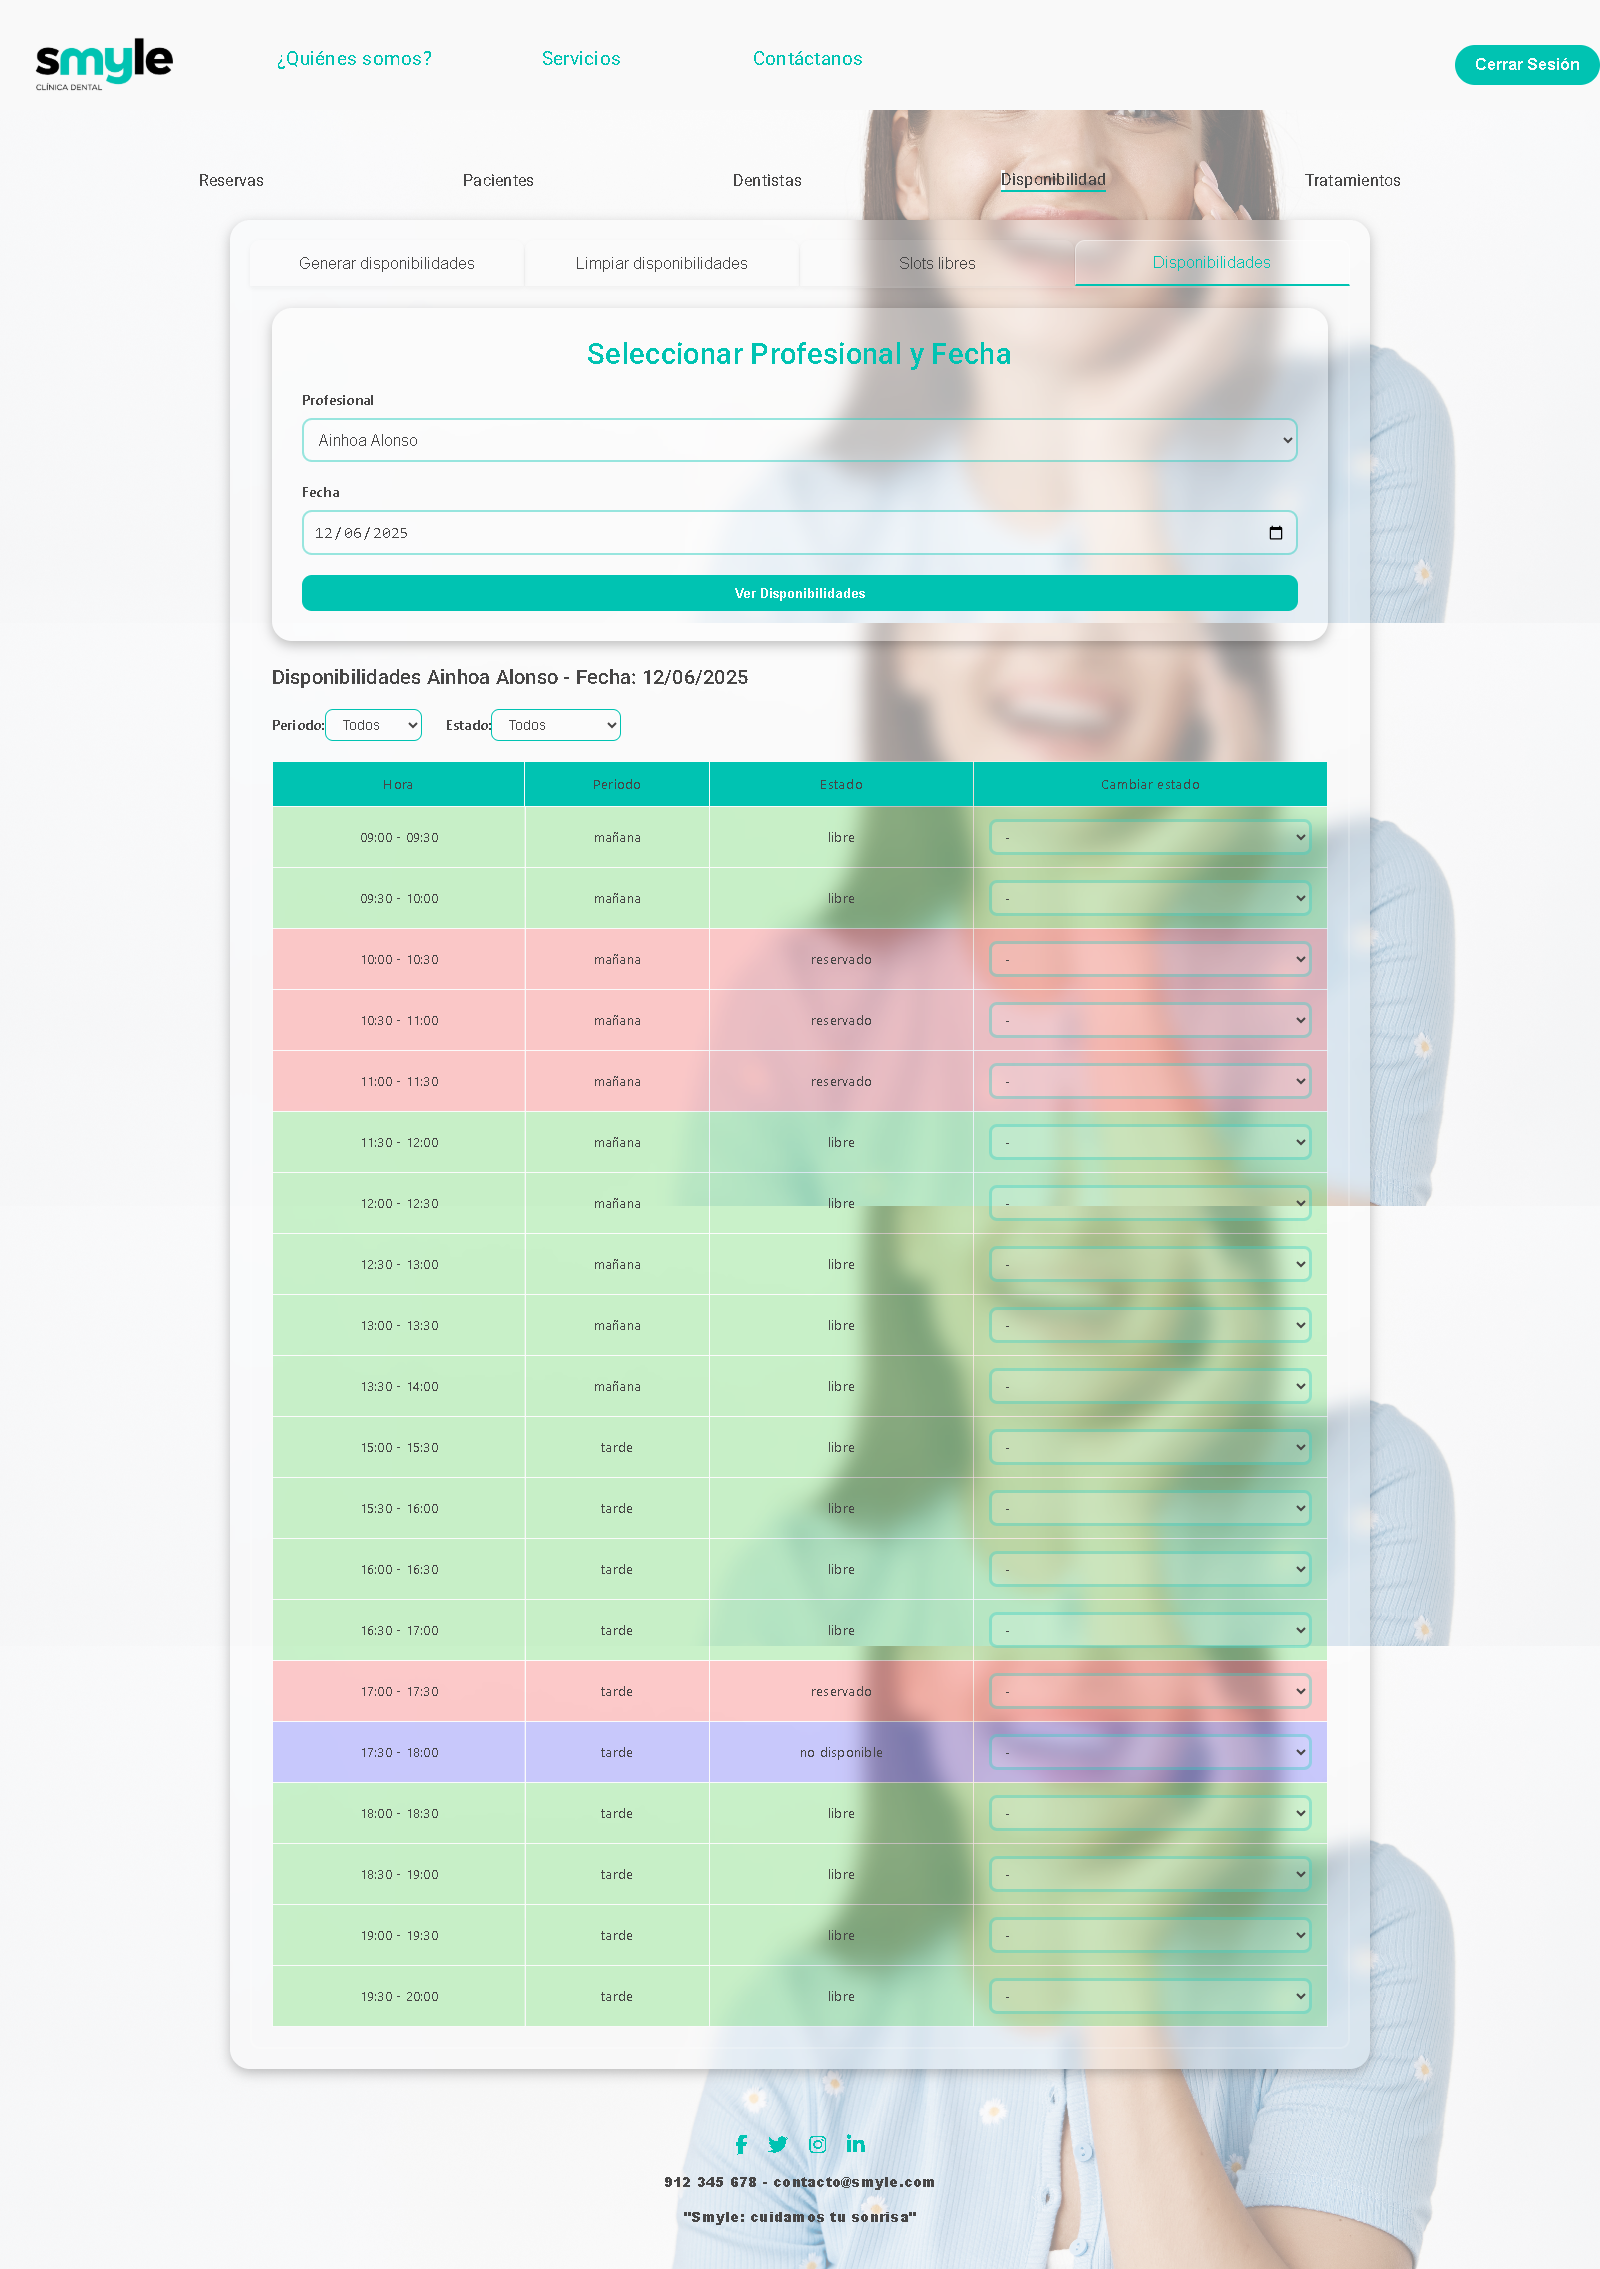 smyle
CLÍNICA DENTAL
¿Quiénes somos? Servicios Contáctanos Cerrar Sesión
Reservas Pacientes Dentistas Disponibilidad Tratamientos
Generar disponibilidades Limpiar disponibilidades Slots libres Disponibilidades
Seleccionar Profesional y Fecha
Profesional
Ainhoa Alonso
Fecha
12/06/2025
Ver Disponibilidades
Disponibilidades Ainhoa Alonso - Fecha: 12/06/2025
Periodo: Todos Estado: Todos
Hora Periodo Estado Cambiar estado
09:00 - 09:30 mañana libre -
09:30 - 10:00 mañana libre -
10:00 - 10:30 mañana reservado -
10:30 - 11:00 mañana reservado -
11:00 - 11:30 mañana reservado -
11:30 - 12:00 mañana libre -
12:00 - 12:30 mañana libre -
12:30 - 13:00 mañana libre -
13:00 - 13:30 mañana libre -
13:30 - 14:00 mañana libre -
15:00 - 15:30 tarde libre -
15:30 - 16:00 tarde libre -
16:00 - 16:30 tarde libre -
16:30 - 17:00 tarde libre -
17:00 - 17:30 tarde reservado -
17:30 - 18:00 tarde no disponible -
18:00 - 18:30 tarde libre -
18:30 - 19:00 tarde libre -
19:00 - 19:30 tarde libre -
19:30 - 20:00 tarde libre -
912 345 678 - contacto@smyle.com
"Smyle: cuidamos tu sonrisa"